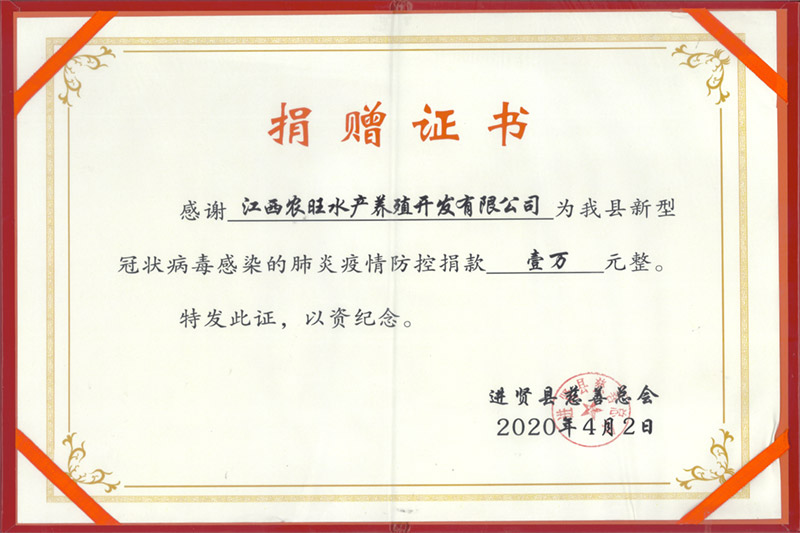 捐赠证书
感谢 江西农旺水产养殖开发有限公司 为我县新型
冠状病毒感染的肺炎疫情防控捐款 壹万 元整。
特发此证，以资纪念。
进贤县慈善总会
2020年4月2日